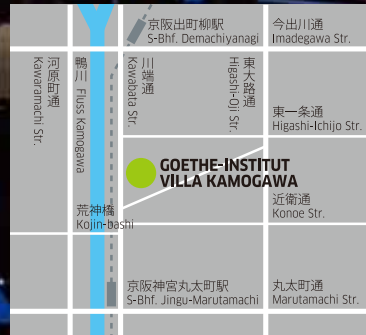 京阪出町柳駅
S-Bhf. Demachiyanagi
今出川通
Imadegawa Str.
河原町通
Kawaramachi Str.
鴨川
Fluss Kamogawa
川端通
Kawabata Str.
東大路通
Higashi-Oji Str.
東一条通
Higashi-Ichijo Str.
GOETHE-INSTITUT
VILLA KAMOGAWA
荒神橋
Kojin-bashi
近衛通
Konoe Str.
京阪神宮丸太町駅
S-Bhf. Jingu-Marutamachi
丸太町通
Marutamachi Str.